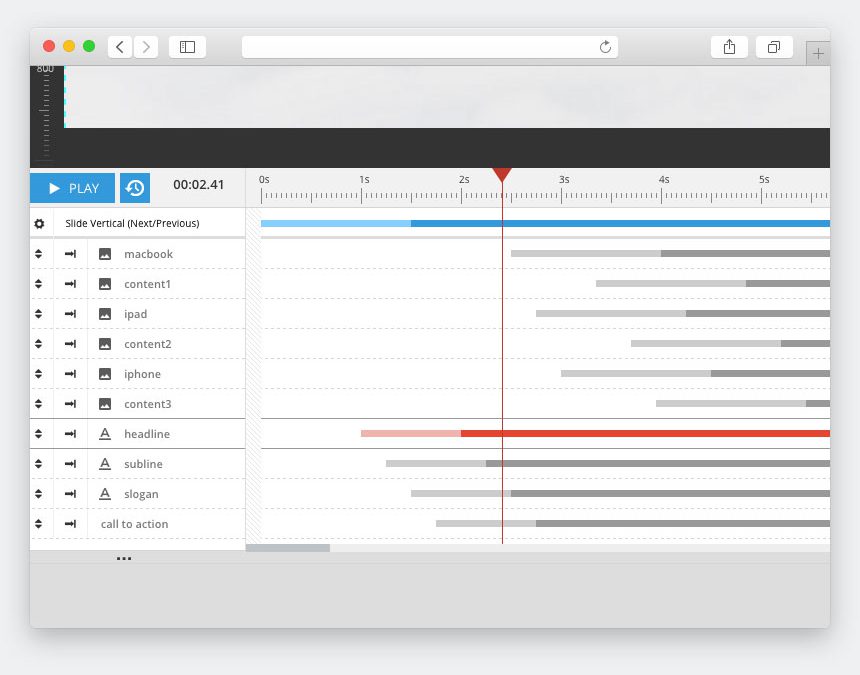 800
PLAY
00:02.41
0s 1s 2s 3s 4s 5s
Slide Vertical (Next/Previous)
macbook
content1
ipad
content2
iphone
content3
headline
subline
slogan
call to action